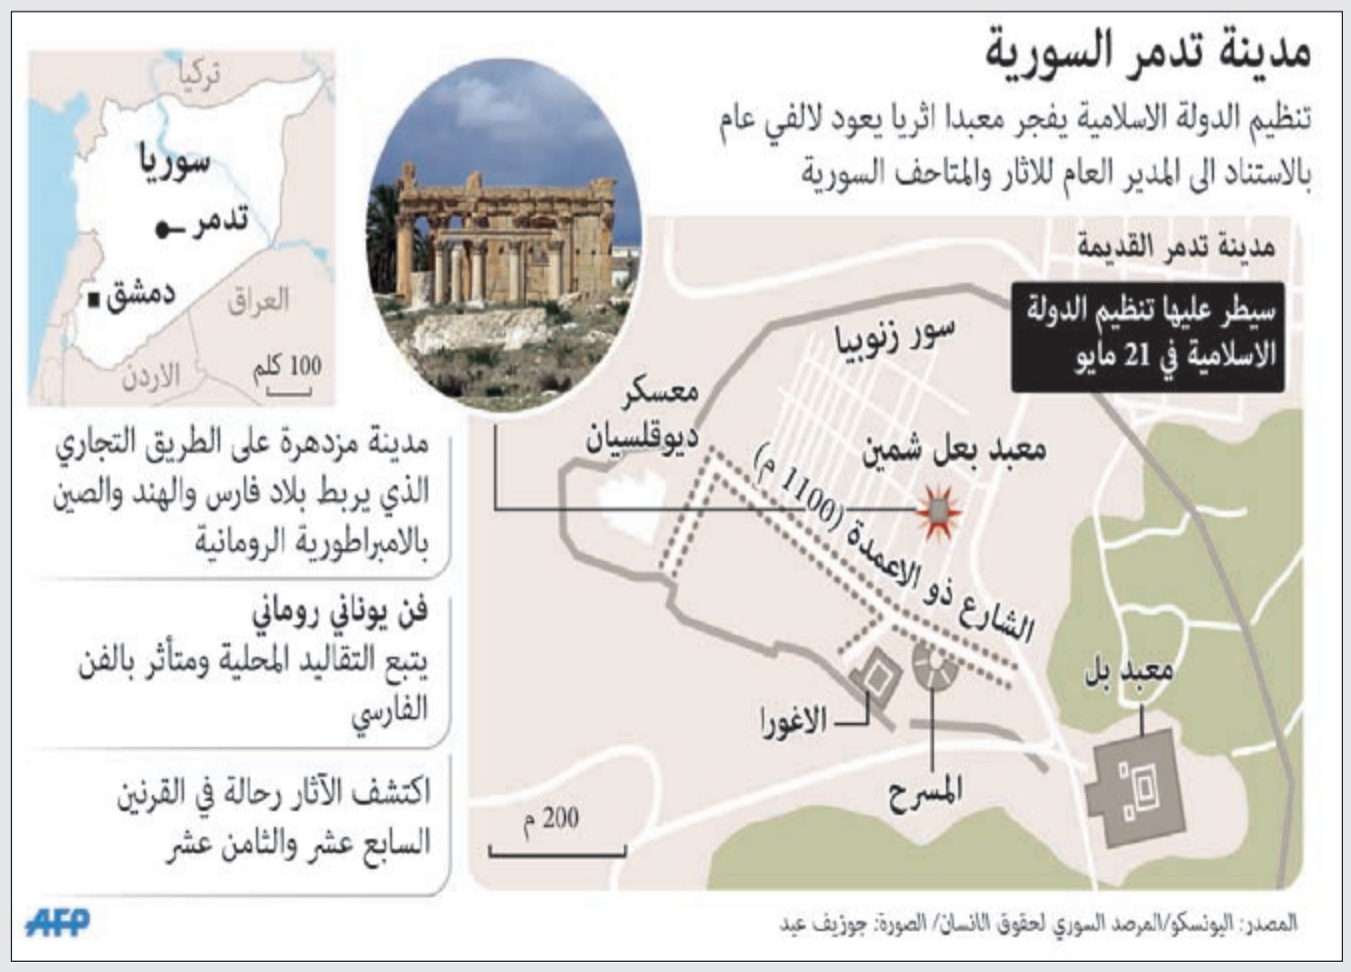 مدينة تدمر السورية
تنظيم الدولة الاسلامية يفجر معبدا اثريا يعود لالفي عام
بالاستناد الى المدير العام للاثار والمتاحف السورية
تركيا
سوريا
تدمر
دمشق
العراق
الاردن
100 كلم
مدينة تدمر القديمة
سيطر عليها تنظيم الدولة
الاسلامية في 21 مايو
سور زنوبيا
معسكر
ديوقلسيان
معبد بعل شمين
الشارع ذو الاعمدة (1100 م)
معبد بل
الاغورا
المسرح
200 م
مدينة مزدهرة على الطريق التجاري
الذي يربط بلاد فارس والهند والصين
بالامبراطورية الرومانية
فن يوناني روماني
يتبع التقاليد المحلية ومتأثر بالفن
الفارسي
اكتشف الآثار رحالة في القرنين
السابع عشر والثامن عشر
المصدر: اليونسكو/المرصد السوري لحقوق الانسان/ الصورة: جوزيف عيد
AFP